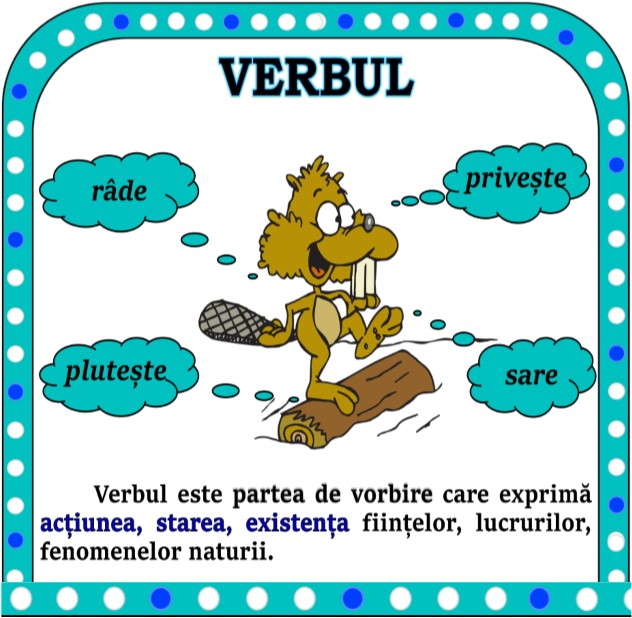 VERBUL
râde
privește
plutește
sare
Verbul este partea de vorbire care exprimă
acțiunea, starea, existența ființelor, lucrurilor,
fenomenelor naturii.